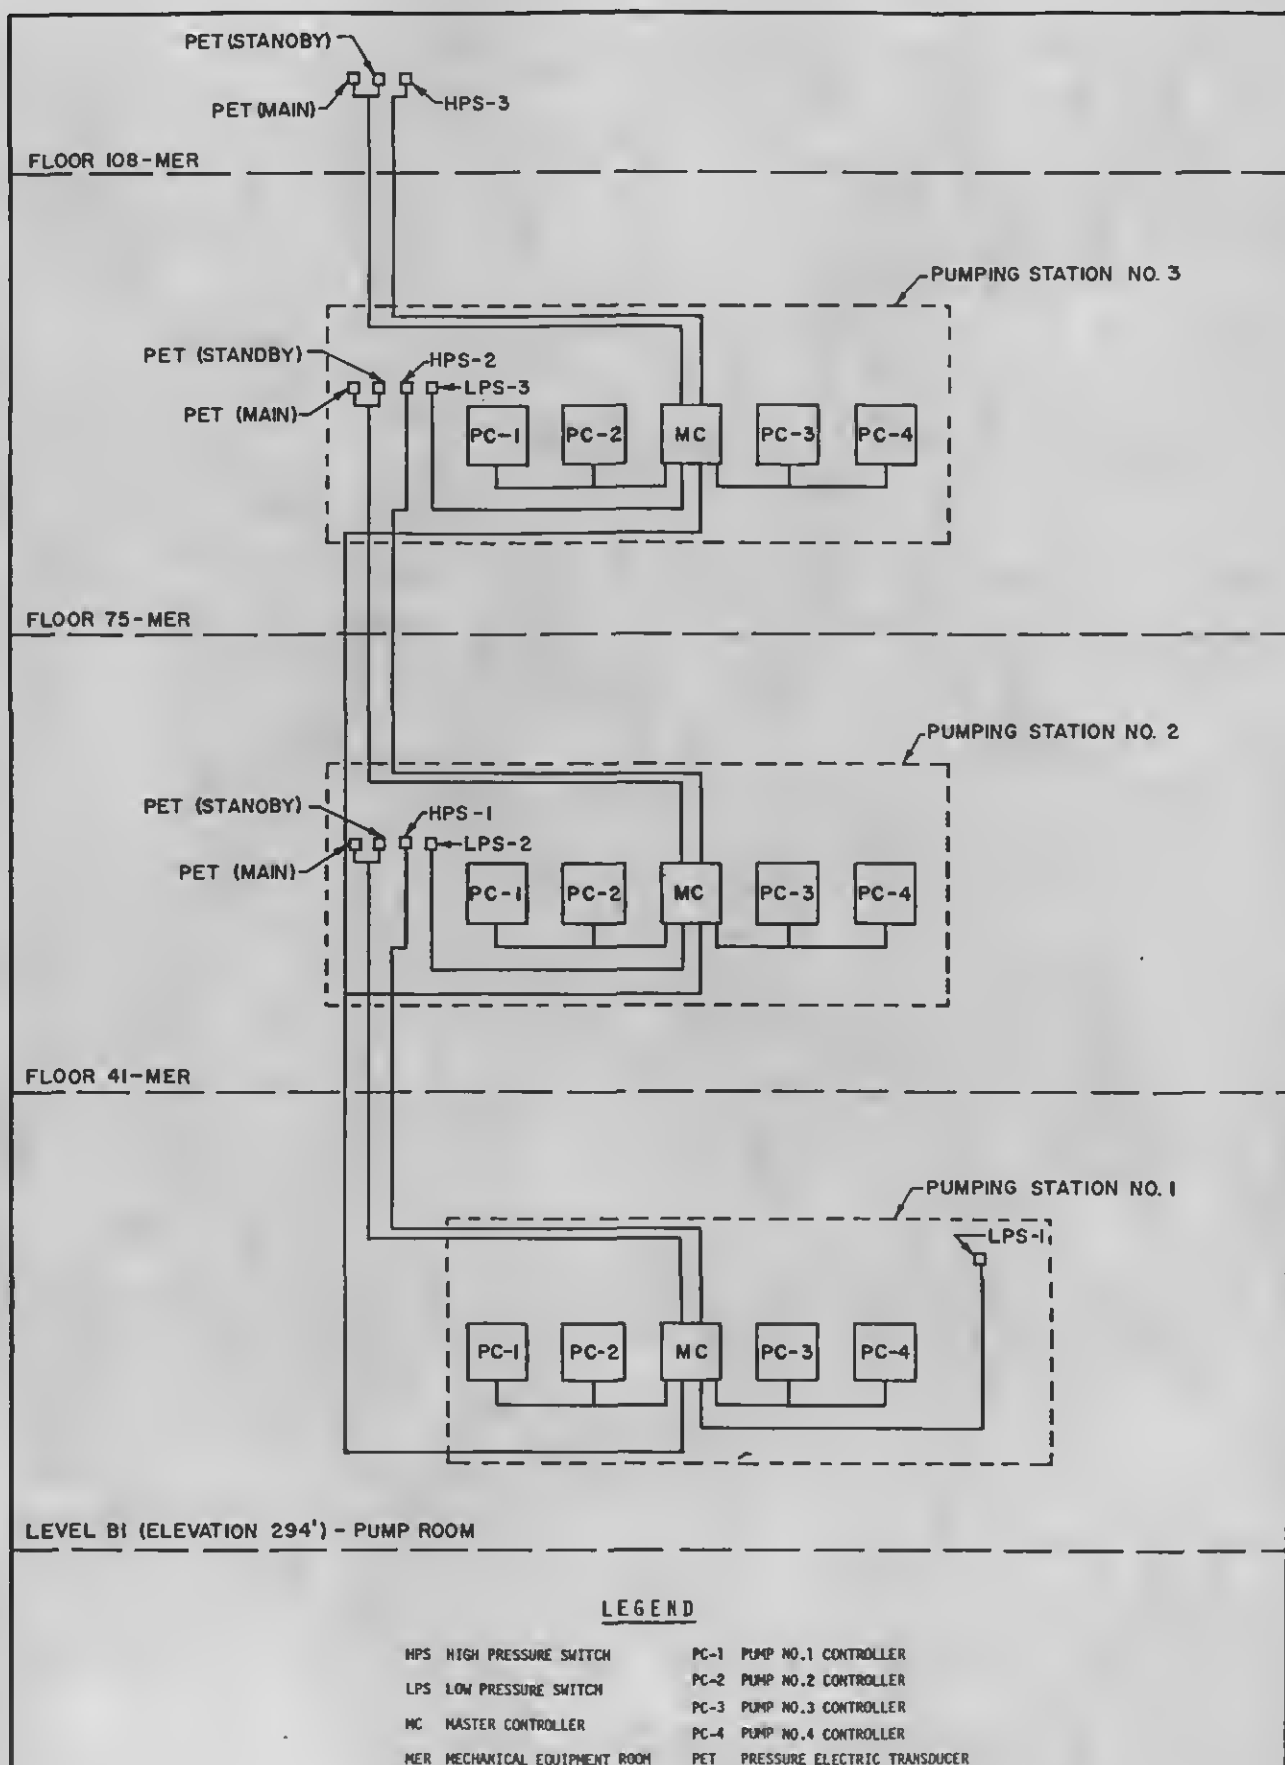 PET (STANOBY)
PET (MAIN)
HPS-3
FLOOR 108-MER
PUMPING STATION NO. 3
PET (STANDBY)
HPS-2
LPS-3
PET (MAIN)
PC-1 PC-2 MC PC-3 PC-4
FLOOR 75-MER
PUMPING STATION NO. 2
PET (STANOBY)
HPS-1
LPS-2
PET (MAIN)
PC-1 PC-2 MC PC-3 PC-4
FLOOR 41-MER
PUMPING STATION NO. 1
LPS-1
PC-1 PC-2 MC PC-3 PC-4
LEVEL B1 (ELEVATION 294') - PUMP ROOM
LEGEND
HPS HIGH PRESSURE SWITCH
LPS LOW PRESSURE SWITCH
MC MASTER CONTROLLER
MER MECHANICAL EQUIPMENT ROOM
PC-1 PUMP NO.1 CONTROLLER
PC-2 PUMP NO.2 CONTROLLER
PC-3 PUMP NO.3 CONTROLLER
PC-4 PUMP NO.4 CONTROLLER
PET PRESSURE ELECTRIC TRANSDUCER